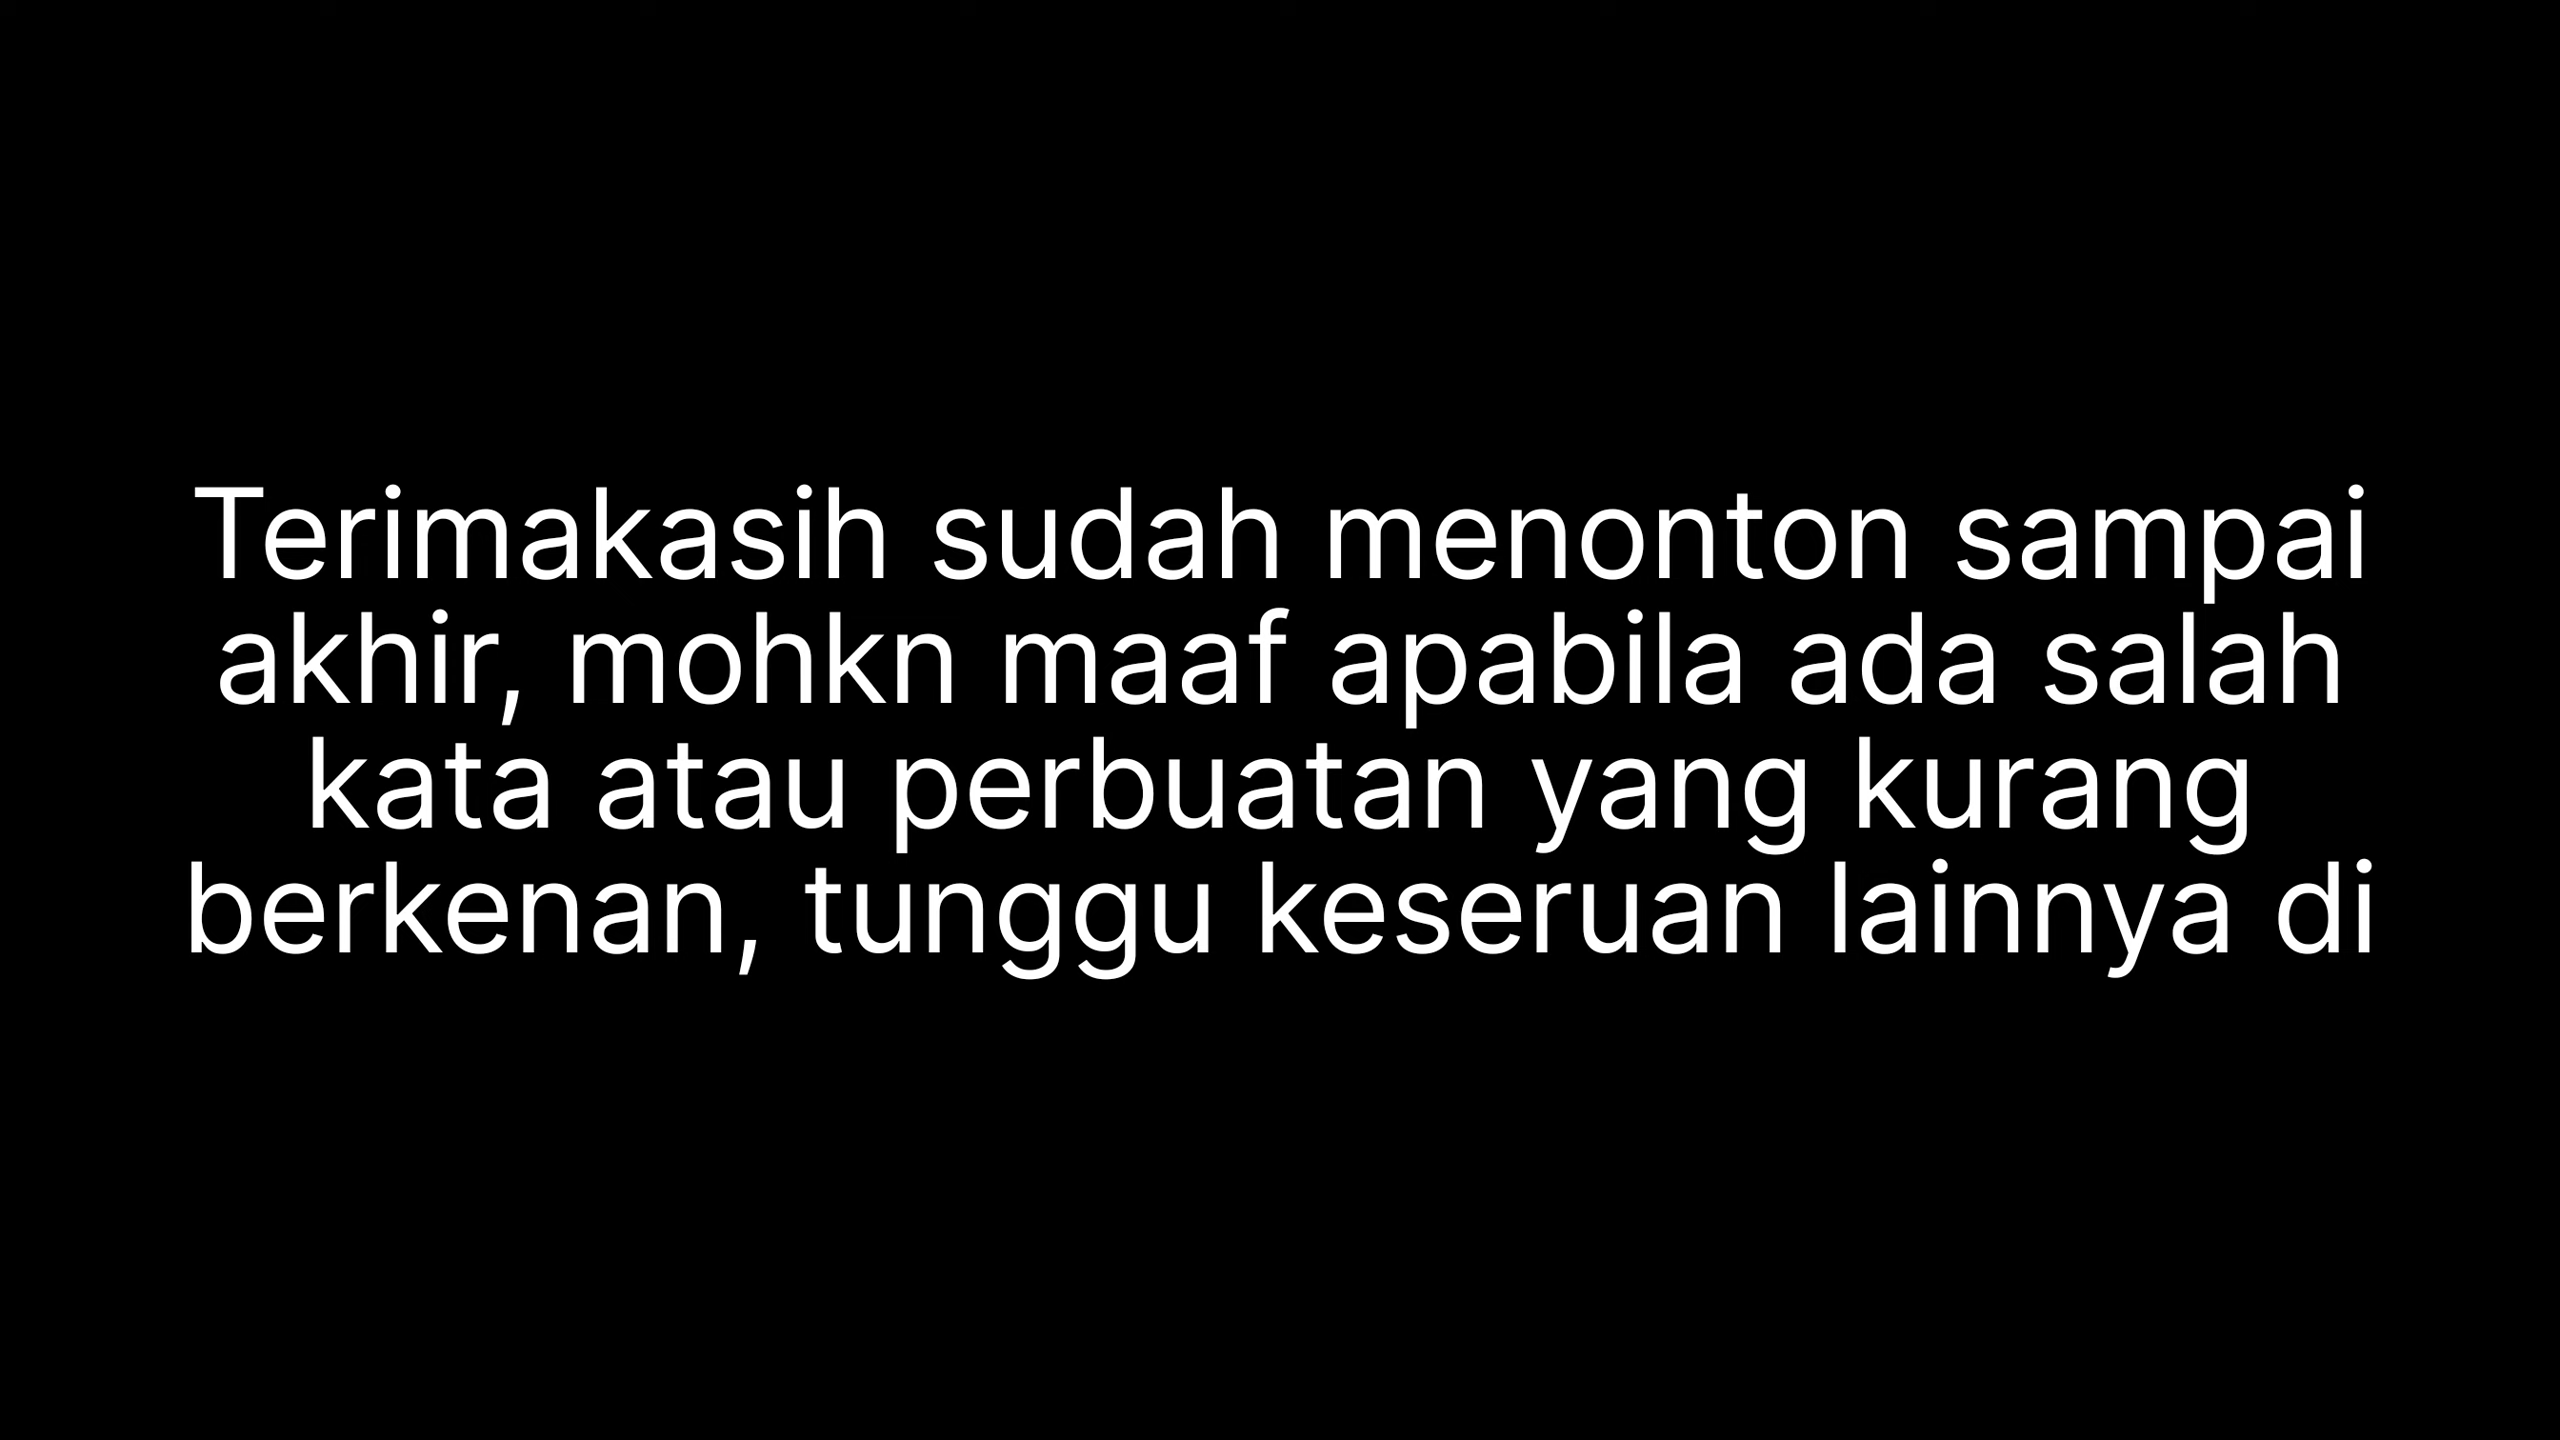 Terimakasih sudah menonton sampai
akhir, mohkn maaf apabila ada salah
kata atau perbuatan yang kurang
berkenan, tunggu keseruan lainnya di